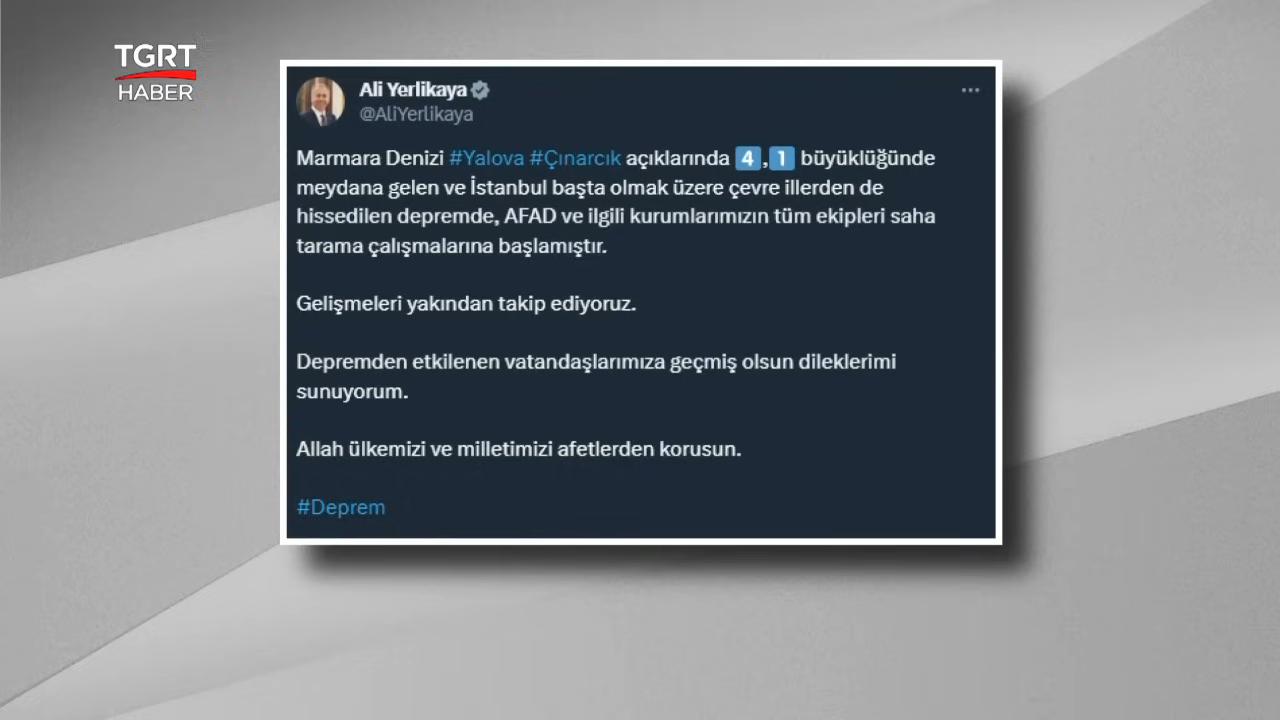 TGRT
HABER
Ali Yerlikaya
@AliYerlikaya
Marmara Denizi #Yalova #Çınarcık açıklarında 4,1 büyüklüğünde
meydana gelen ve İstanbul başta olmak üzere çevre illerden de
hissedilen depremde, AFAD ve ilgili kurumlarımızın tüm ekipleri saha
tarama çalışmalarına başlamıştır.
Gelişmeleri yakından takip ediyoruz.
Depremden etkilenen vatandaşlarımıza geçmiş olsun dileklerimi
sunuyorum.
Allah ülkemizi ve milletimizi afetlerden korusun.
#Deprem